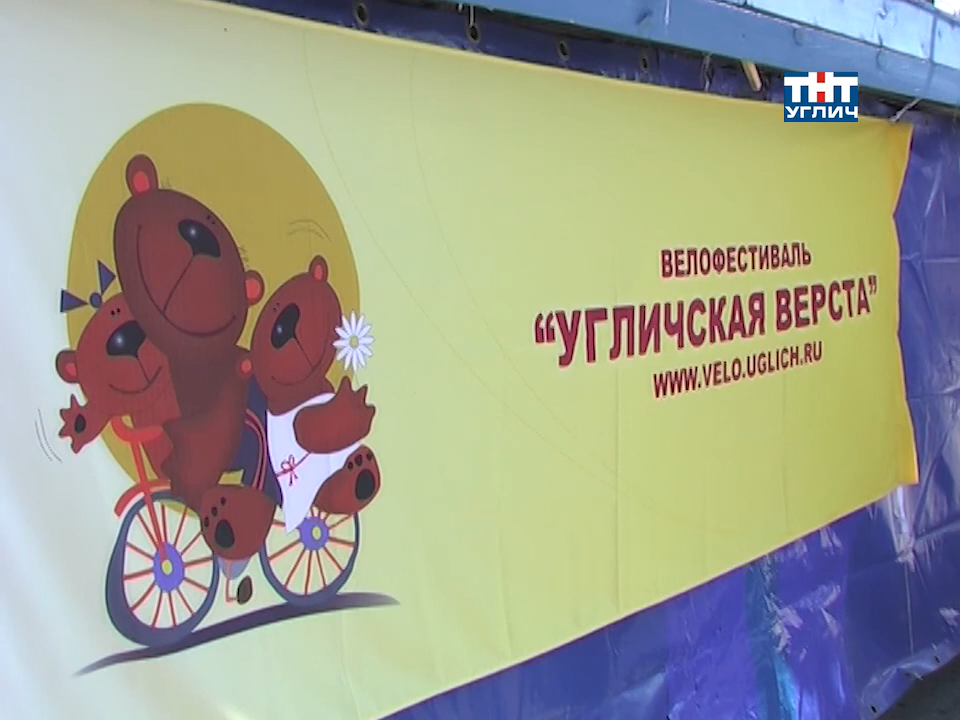 ТНТ
УГЛИЧ
ВЕЛОФЕСТИВАЛЬ
“УГЛИЧСКАЯ ВЕРСТА”
WWW.VELO.UGLICH.RU